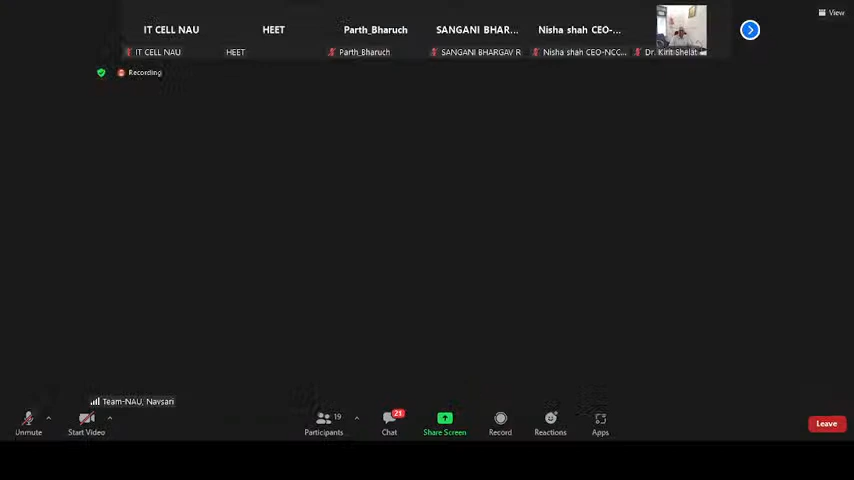 IT CELL NAU
HEET
Parth_Bharuch
SANGANI BHAR...
Nisha shah CEO-...
IT CELL NAU
HEET
Parth_Bharuch
SANGANI BHARGAV R
Nisha shah CEO-NCC...
Dr. Kirit Shelat
View
Recording
Team-NAU, Navsari
Unmute
Start Video
Participants
19
Chat
21
Share Screen
Record
Reactions
Apps
Leave